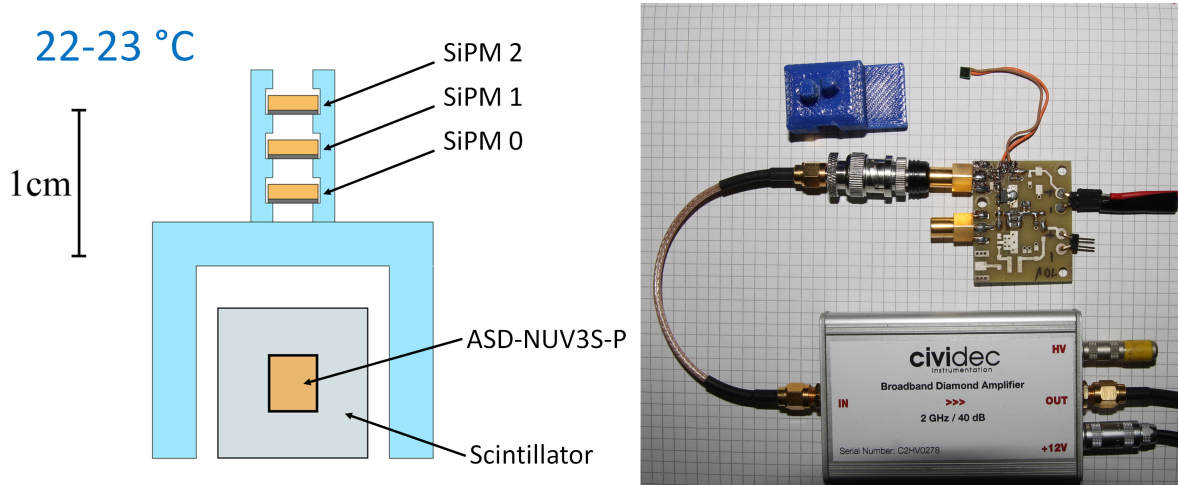 22-23 °C
SiPM 2
SiPM 1
SiPM 0
1cm
ASD-NUV3S-P
Scintillator
cividec
Instrumentation
HV
Broadband Diamond Amplifier
IN >>> OUT
2 GHz / 40 dB
Serial Number: C2HV0278
+12V